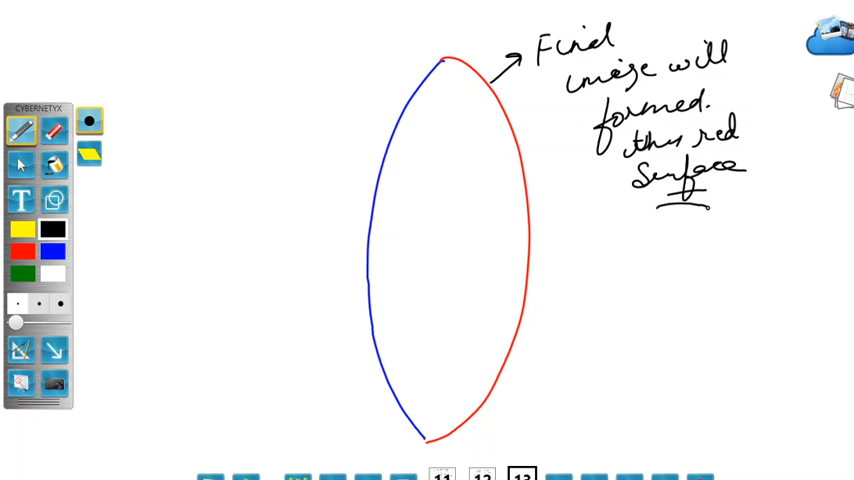 CYBERNETYX
Final
image will
formed.
this red
Surface
T
11 12 13